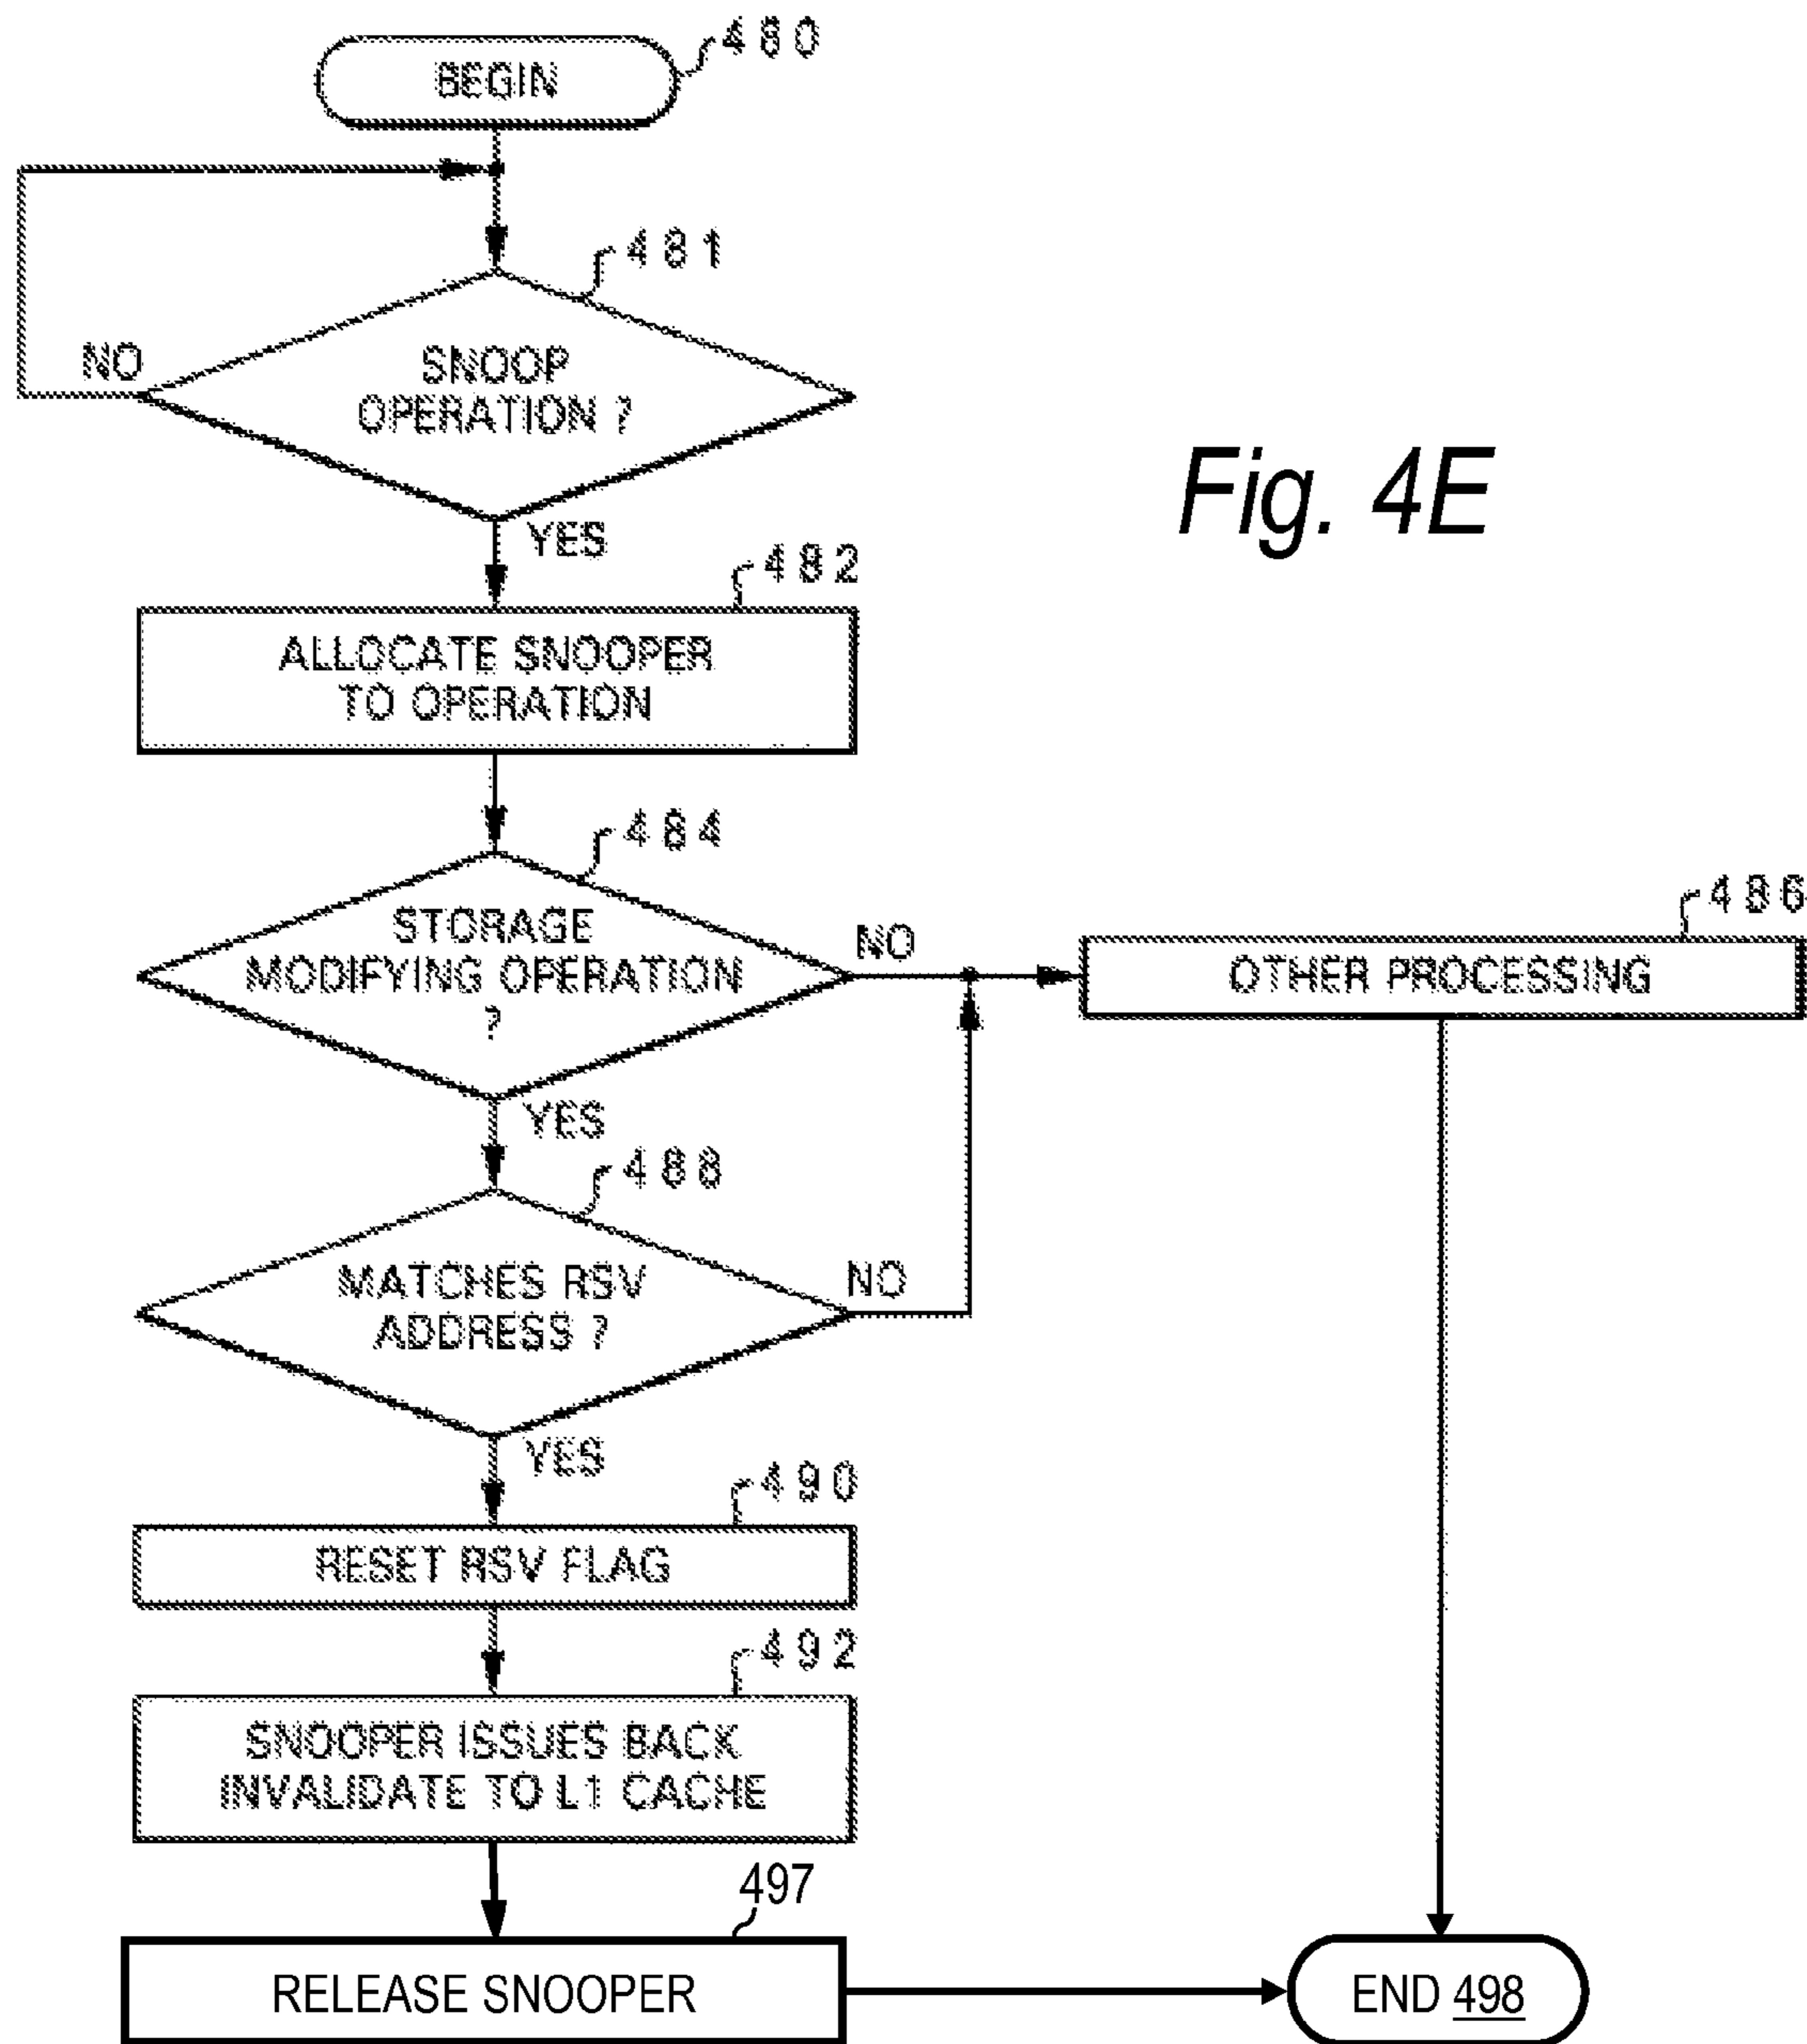 480
BEGIN
481
NO
SNOOP
OPERATION ?
Fig. 4E
YES
482
ALLOCATE SNOOPER
TO OPERATION
484
STORAGE
MODIFYING OPERATION
?
NO
486
OTHER PROCESSING
YES
488
MATCHES RSV
ADDRESS ?
NO
YES
490
RESET RSV FLAG
492
SNOOPER ISSUES BACK
INVALIDATE TO L1 CACHE
497
RELEASE SNOOPER
END 498